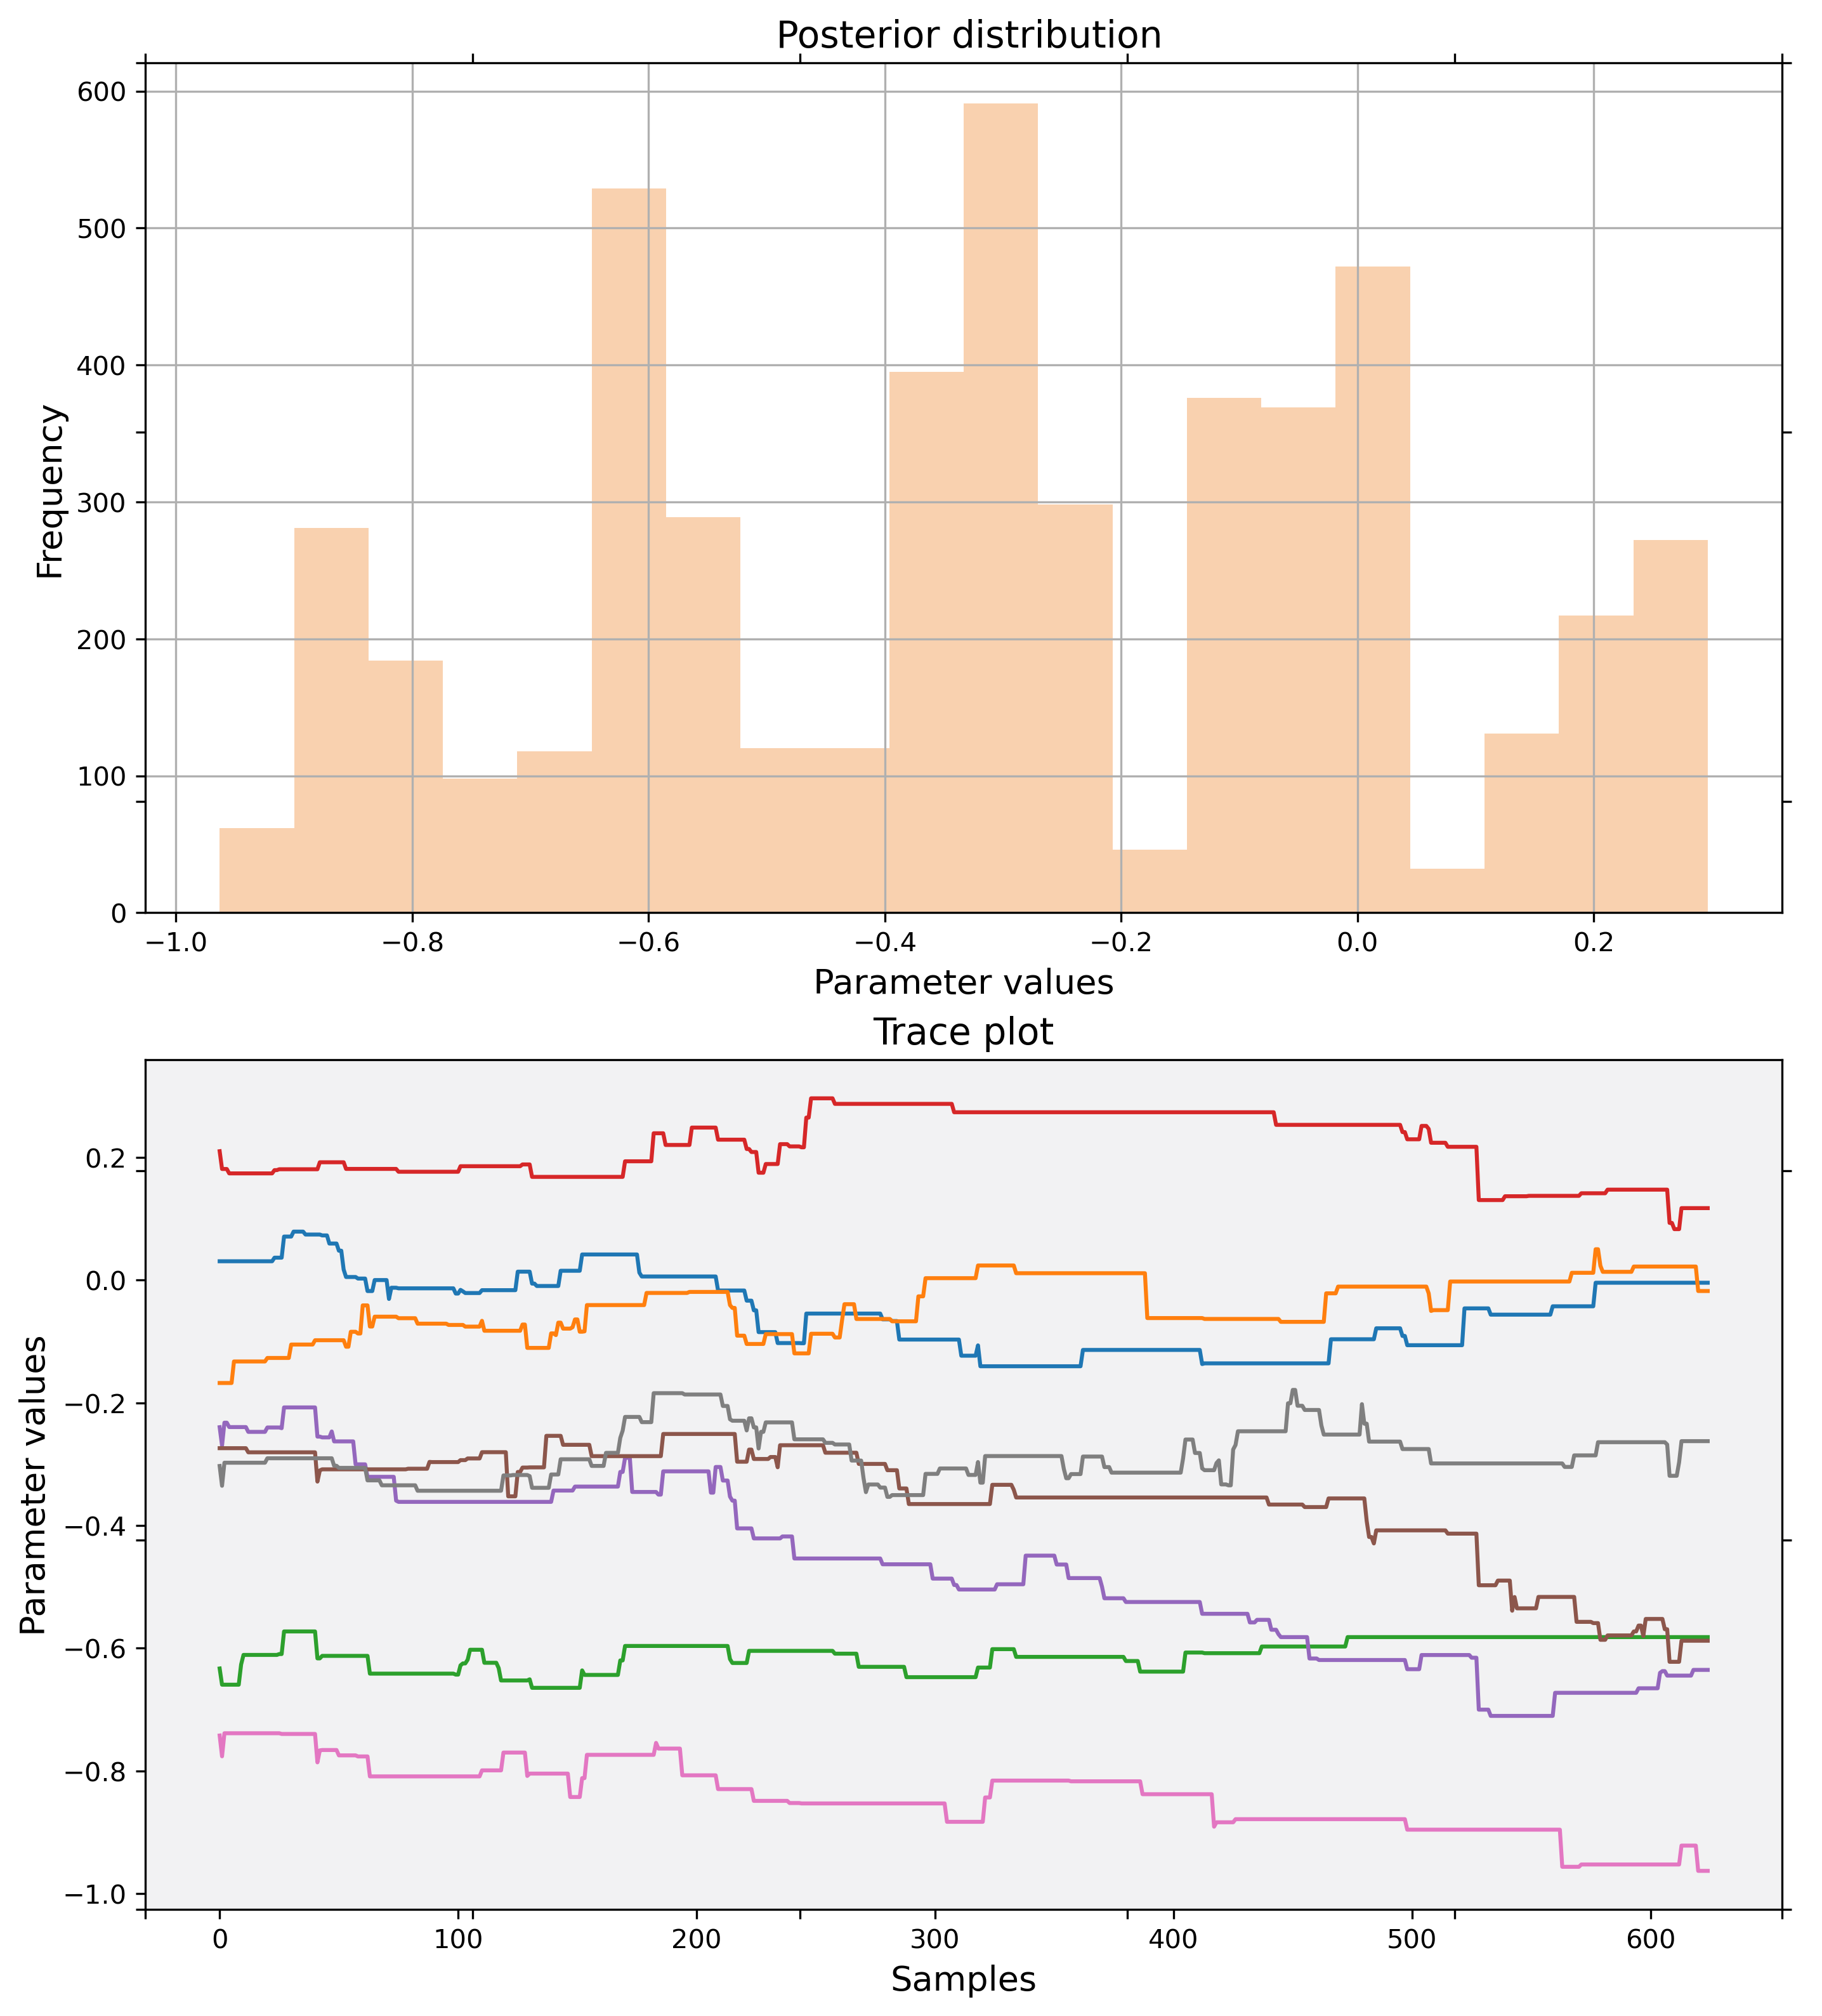 Posterior distribution
600
500
400
300
200
100
0
Frequency
−1.0 −0.8 −0.6 −0.4 −0.2 0.0 0.2
Parameter values
Trace plot
0.2
0.0
−0.2
−0.4
−0.6
−0.8
−1.0
Parameter values
0 100 200 300 400 500 600
Samples